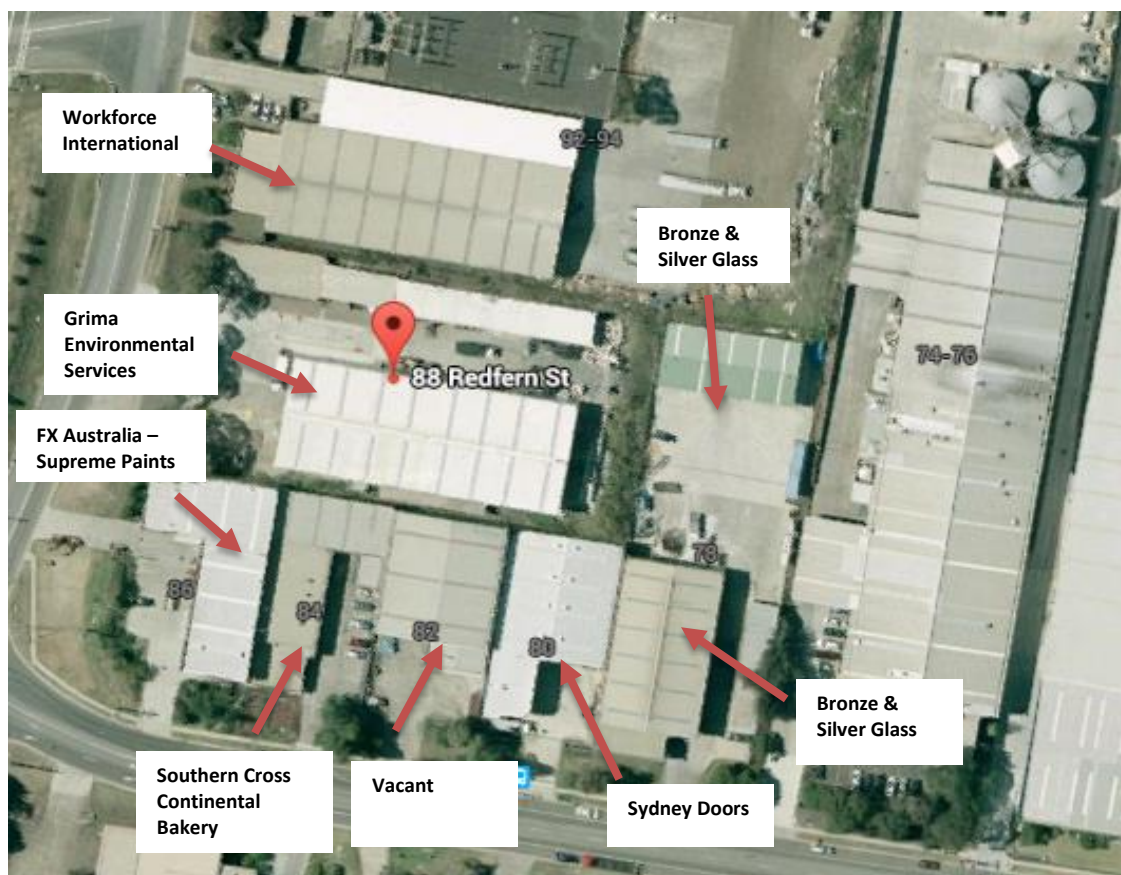 Workforce
International
92-94
Bronze &
Silver Glass
Grima
Environmental
Services
74-76
88 Redfern St
FX Australia –
Supreme Paints
78
86
84
82
80
Bronze &
Silver Glass
Southern Cross
Continental
Bakery
Vacant
Sydney Doors